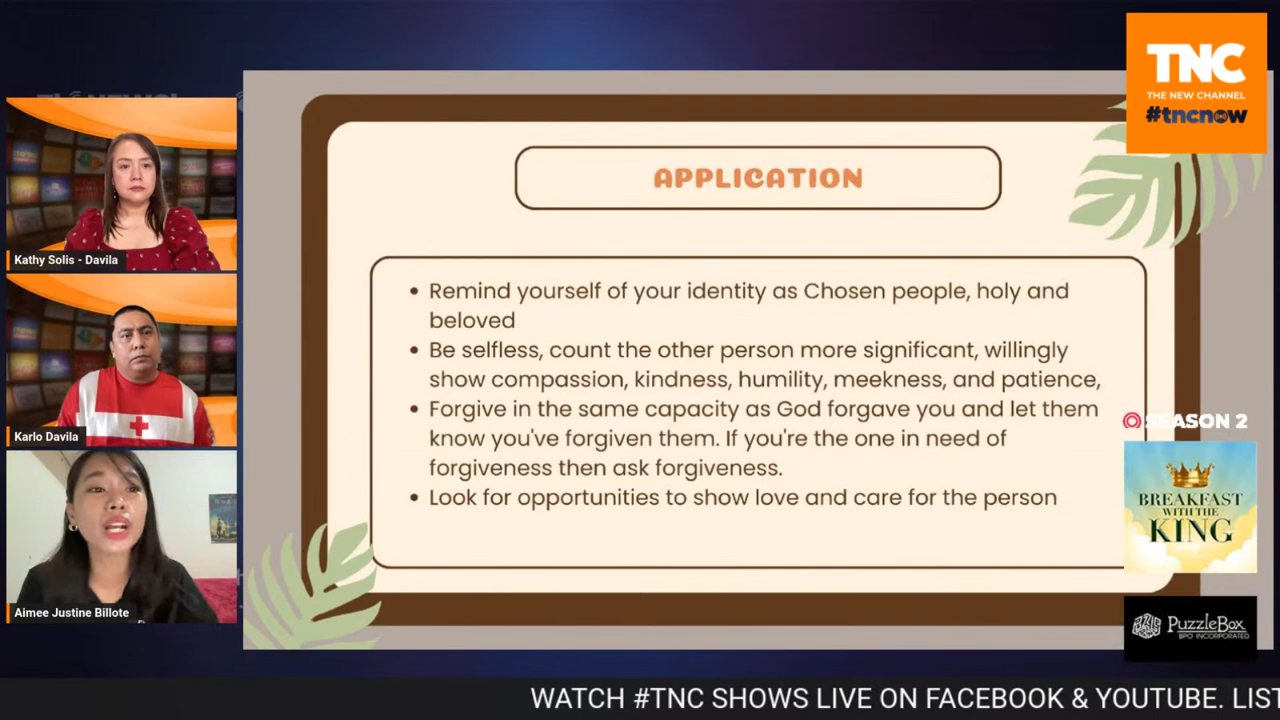 TNC
THE NEW CHANNEL
#tncnow
APPLICATION
Kathy Solis - Davila
Karlo Davila
Aimee Justine Billote
• Remind yourself of your identity as Chosen people, holy and
beloved
• Be selfless, count the other person more significant, willingly
show compassion, kindness, humility, meekness, and patience,
• Forgive in the same capacity as God forgave you and let them
know you've forgiven them. If you're the one in need of
forgiveness then ask forgiveness.
• Look for opportunities to show love and care for the person
SEASON 2
BREAKFAST
WITH THE
KING
PuzzleBox
BPO INCORPORATED
WATCH #TNC SHOWS LIVE ON FACEBOOK & YOUTUBE. LIST